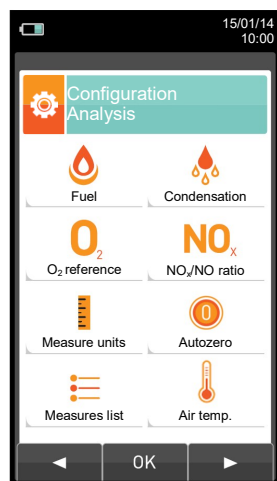 15/01/14
10:00
Configuration
Analysis
Fuel
Condensation
O₂
NOₓ
O₂ reference
NOₓ/NO ratio
0
Measure units
Autozero
Measures list
Air temp.
◄ OK ►